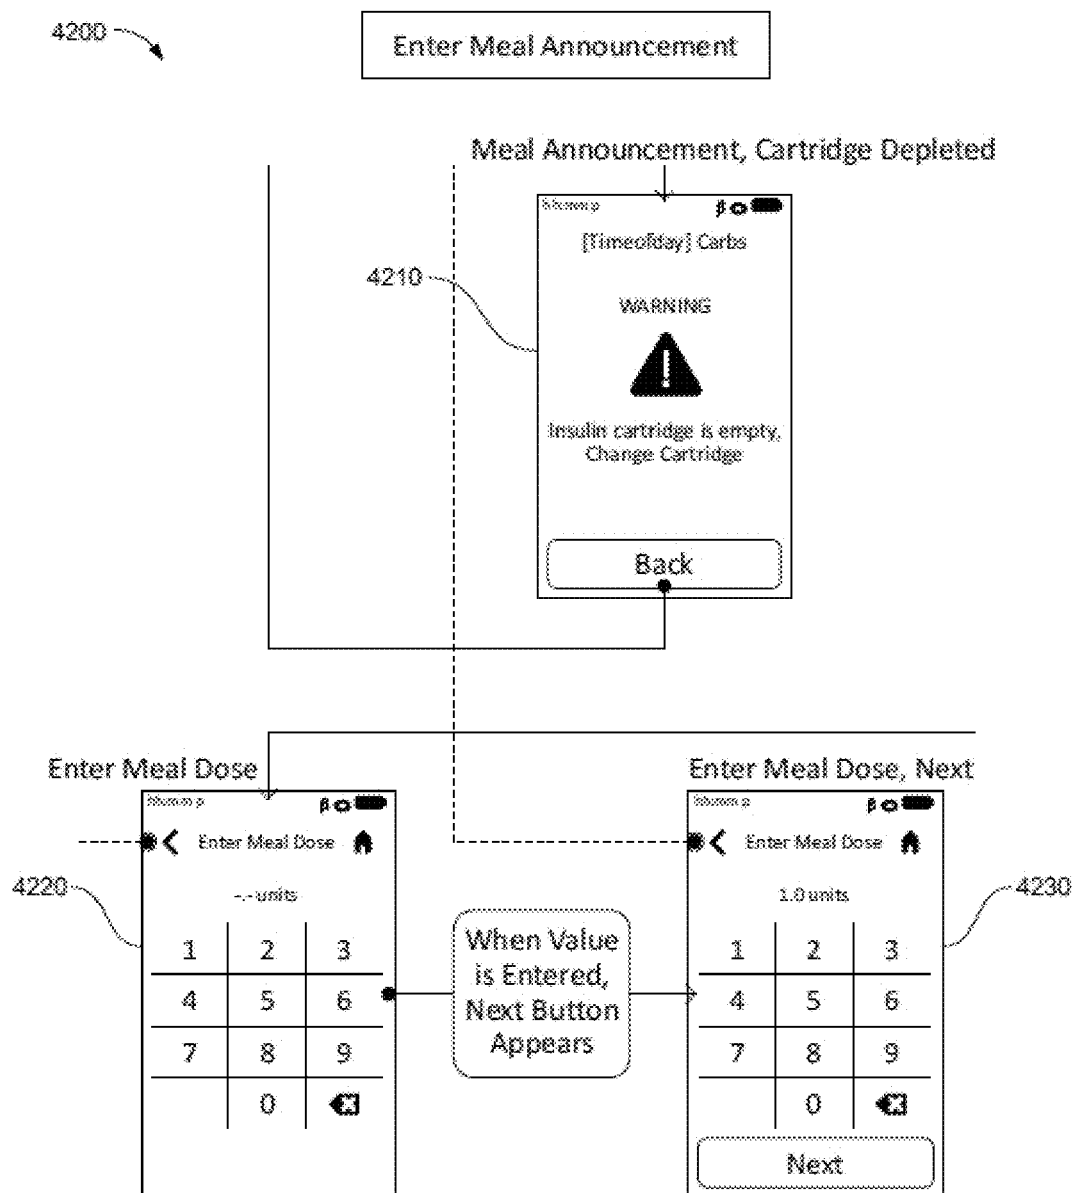 4200
Enter Meal Announcement
Meal Announcement, Cartridge Depleted
[Timeofday] Carbs
4210
WARNING
Insulin cartridge is empty,
Change Cartridge
Back
Enter Meal Dose
Enter Meal Dose, Next
β
β
β
Enter Meal Dose
Enter Meal Dose
4220
-.- units
1.0 units
4230
When Value
is Entered,
Next Button
Appears
1 2 3
4 5 6
7 8 9
0
1 2 3
4 5 6
7 8 9
0
Next